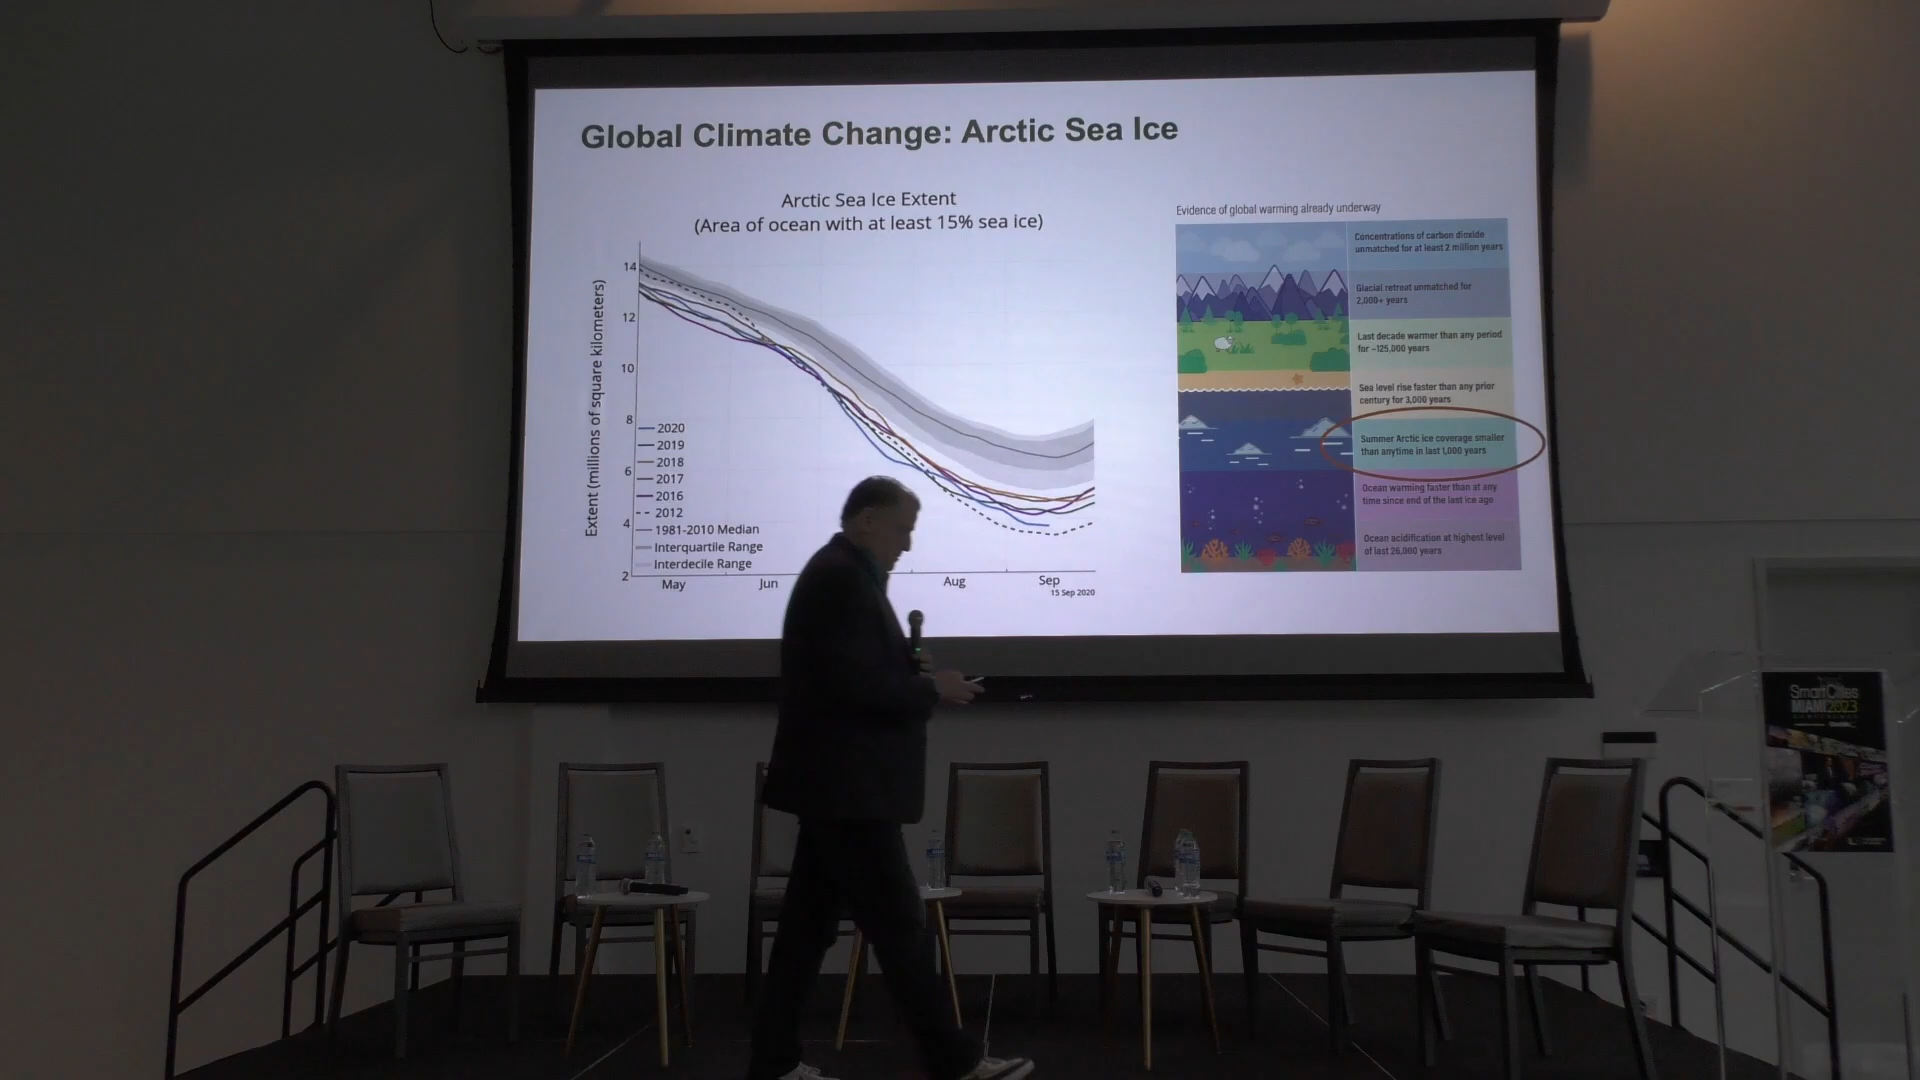 Global Climate Change: Arctic Sea Ice
Arctic Sea Ice Extent
(Area of ocean with at least 15% sea ice)
Extent (millions of square kilometers)
14
12
10
8
6
4
2
2020
2019
2018
2017
2016
2012
1981-2010 Median
Interquartile Range
Interdecile Range
May
Jun
Aug
Sep
15 Sep 2020
Evidence of global warming already underway
Concentrations of carbon dioxide
unmatched for at least 2 million years
Glacial retreat unmatched for
2,000+ years
Last decade warmer than any period
for ~125,000 years
Sea level rise faster than any prior
century for 3,000 years
Summer Arctic ice coverage smaller
than anytime in last 1,000 years
Ocean warming faster than at any
time since end of the last ice age
Ocean acidification at highest level
of last 26,000 years
SmartCities
MIAMI2023
CONFERENCE